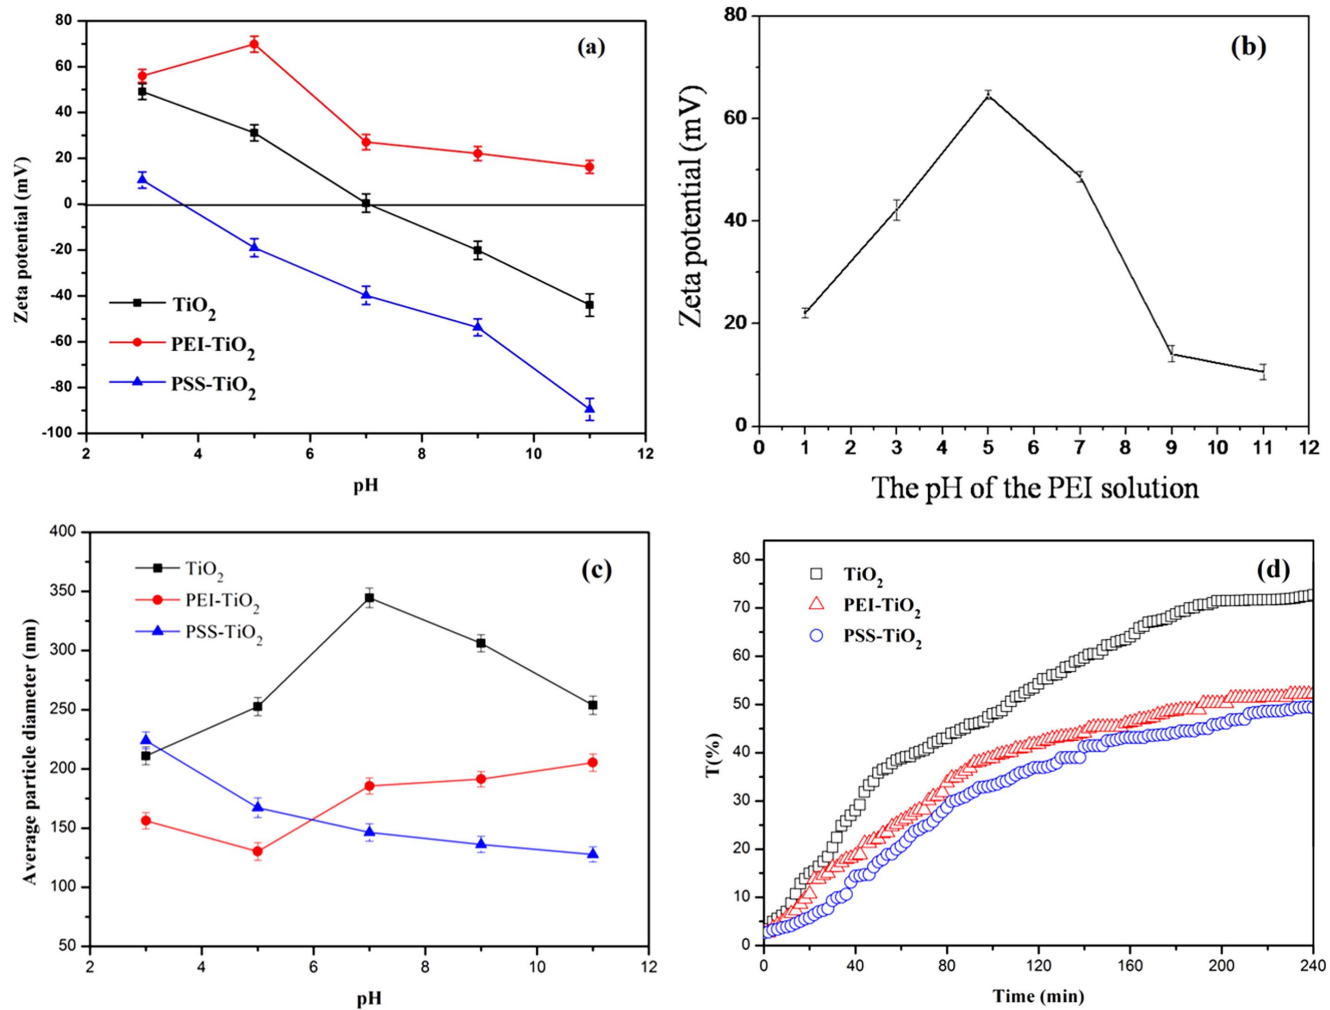 (a)
80
60
40
20
0
-20
-40
-60
-80
-100
Zeta potential (mV)
TiO2
PEI-TiO2
PSS-TiO2
2 4 6 8 10 12
pH
(b)
80
60
40
20
0
Zeta potential (mV)
0 1 2 3 4 5 6 7 8 9 10 11 12
The pH of the PEI solution
(c)
400
350
300
250
200
150
100
50
Average particle diameter (nm)
TiO2
PEI-TiO2
PSS-TiO2
2 4 6 8 10 12
pH
(d)
80
70
60
50
40
30
20
10
0
T(%)
TiO2
PEI-TiO2
PSS-TiO2
0 40 80 120 160 200 240
Time (min)